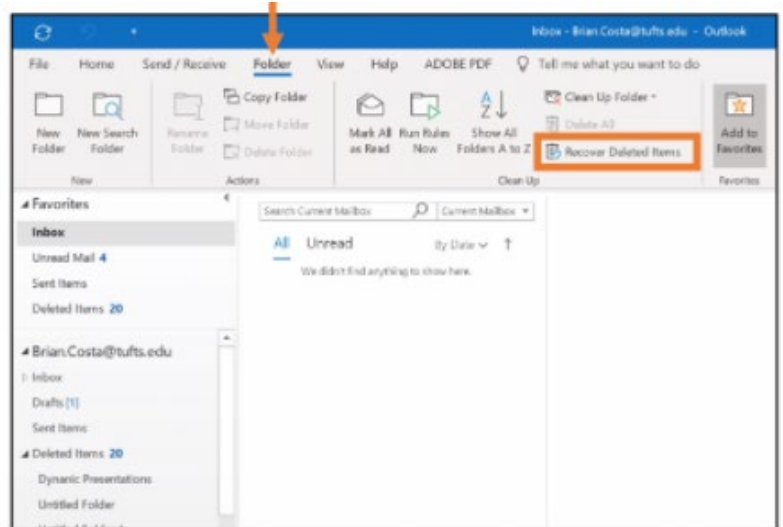 Inbox - Brian.Costa@tufts.edu - Outlook
File Home Send / Receive Folder View Help ADOBE PDF Tell me what you want to do
New Folder
New Search Folder
Rename Folder
Copy Folder
Move Folder
Delete Folder
Mark All as Read
Run Rules Now
Show All Folders A to Z
Clean Up Folder
Delete All
Recover Deleted Items
Add to Favorites
New Actions Clean Up Favorites
Favorites
Inbox
Unread Mail 4
Sent Items
Deleted Items 20
Search Current Mailbox Current Mailbox
All Unread By Date
We didn't find anything to show here.
Brian.Costa@tufts.edu
Inbox
Drafts [1]
Sent Items
Deleted Items 20
Dynanic Presentations
Untitled Folder